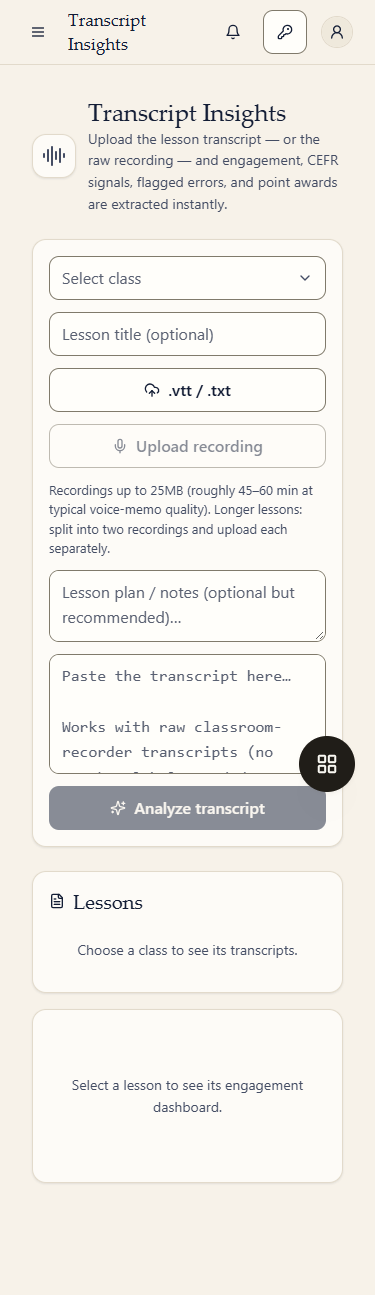 Transcript
Insights
Transcript Insights
Upload the lesson transcript — or the
raw recording — and engagement, CEFR
signals, flagged errors, and point awards
are extracted instantly.
Select class
Lesson title (optional)
.vtt / .txt
Upload recording
Recordings up to 25MB (roughly 45–60 min at
typical voice-memo quality). Longer lessons:
split into two recordings and upload each
separately.
Lesson plan / notes (optional but
recommended)…
Paste the transcript here…
Works with raw classroom-
recorder transcripts (no
Analyze transcript
Lessons
Choose a class to see its transcripts.
Select a lesson to see its engagement
dashboard.